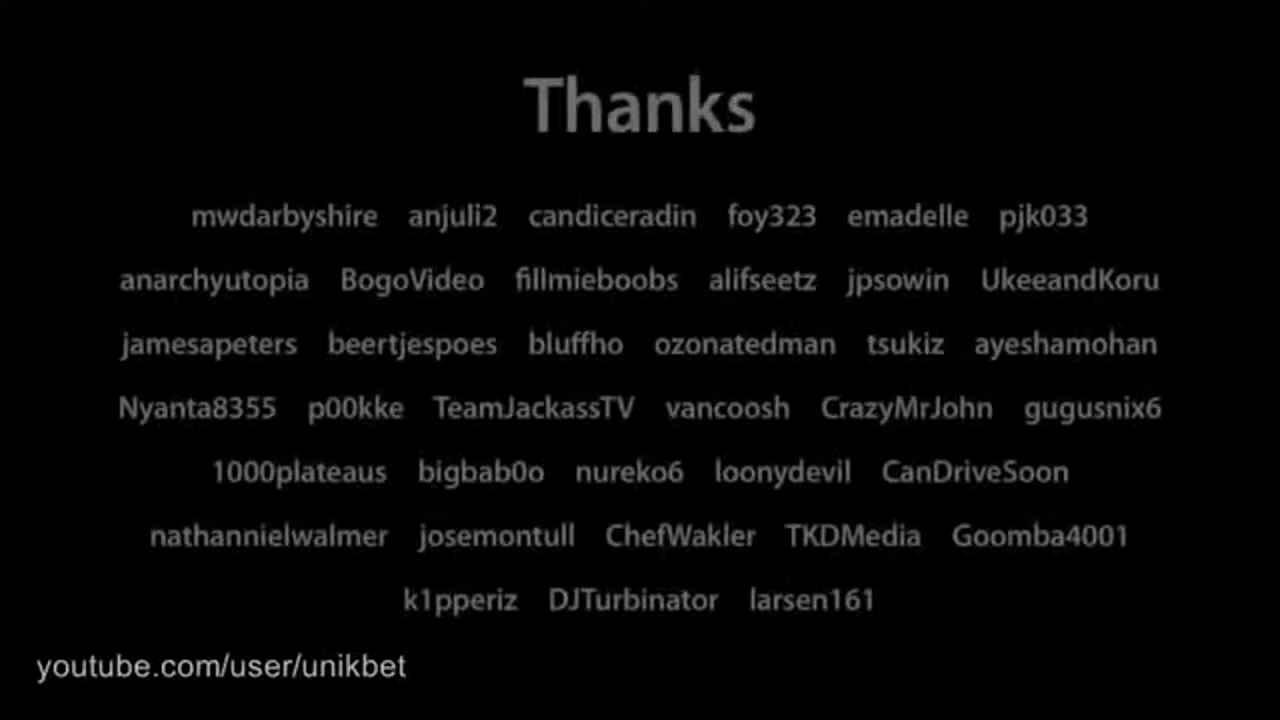 Thanks
mwdarbyshire anjuli2 candiceradin foy323 emadelle pjk033
anarchyutopia BogoVideo fillmieboobs alifseetz jpsowin UkeeandKoru
jamesapeters beertjespoes bluffho ozonatedman tsukiz ayeshamohan
Nyanta8355 p00kke TeamJackassTV vancoosh CrazyMrJohn gugusnix6
1000plateaus bigbab0o nureko6 loonydevil CanDriveSoon
nathannielwalmer josemontull ChefWakler TKDMedia Goomba4001
k1pperiz DJTurbinator larsen161
youtube.com/user/unikbet